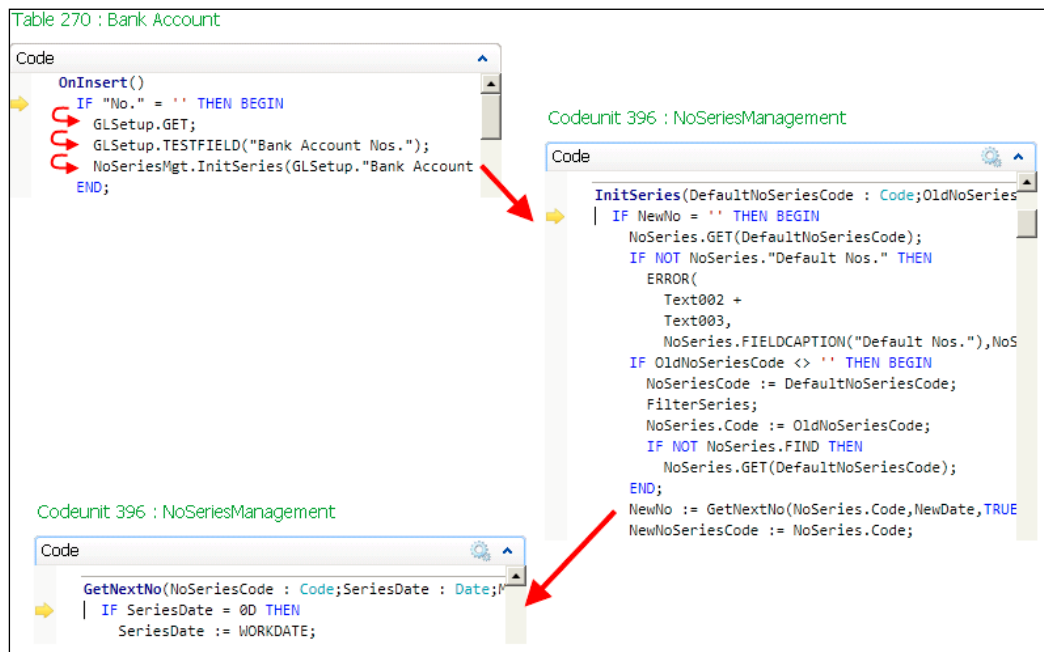 Table 270 : Bank Account
Code
OnInsert()
IF "No." = '' THEN BEGIN
GLSetup.GET;
GLSetup.TESTFIELD("Bank Account Nos.");
NoSeriesMgt.InitSeries(GLSetup."Bank Account
END;
Codeunit 396 : NoSeriesManagement
Code
InitSeries(DefaultNoSeriesCode : Code;OldNoSeries
IF NewNo = '' THEN BEGIN
NoSeries.GET(DefaultNoSeriesCode);
IF NOT NoSeries."Default Nos." THEN
ERROR(
Text002 +
Text003,
NoSeries.FIELDCAPTION("Default Nos."),NoS
IF OldNoSeriesCode <> '' THEN BEGIN
NoSeriesCode := DefaultNoSeriesCode;
FilterSeries;
NoSeries.Code := OldNoSeriesCode;
IF NOT NoSeries.FIND THEN
NoSeries.GET(DefaultNoSeriesCode);
END;
NewNo := GetNextNo(NoSeries.Code,NewDate,TRUE
NewNoSeriesCode := NoSeries.Code;
Codeunit 396 : NoSeriesManagement
Code
GetNextNo(NoSeriesCode : Code;SeriesDate : Date;M
IF SeriesDate = 0D THEN
SeriesDate := WORKDATE;